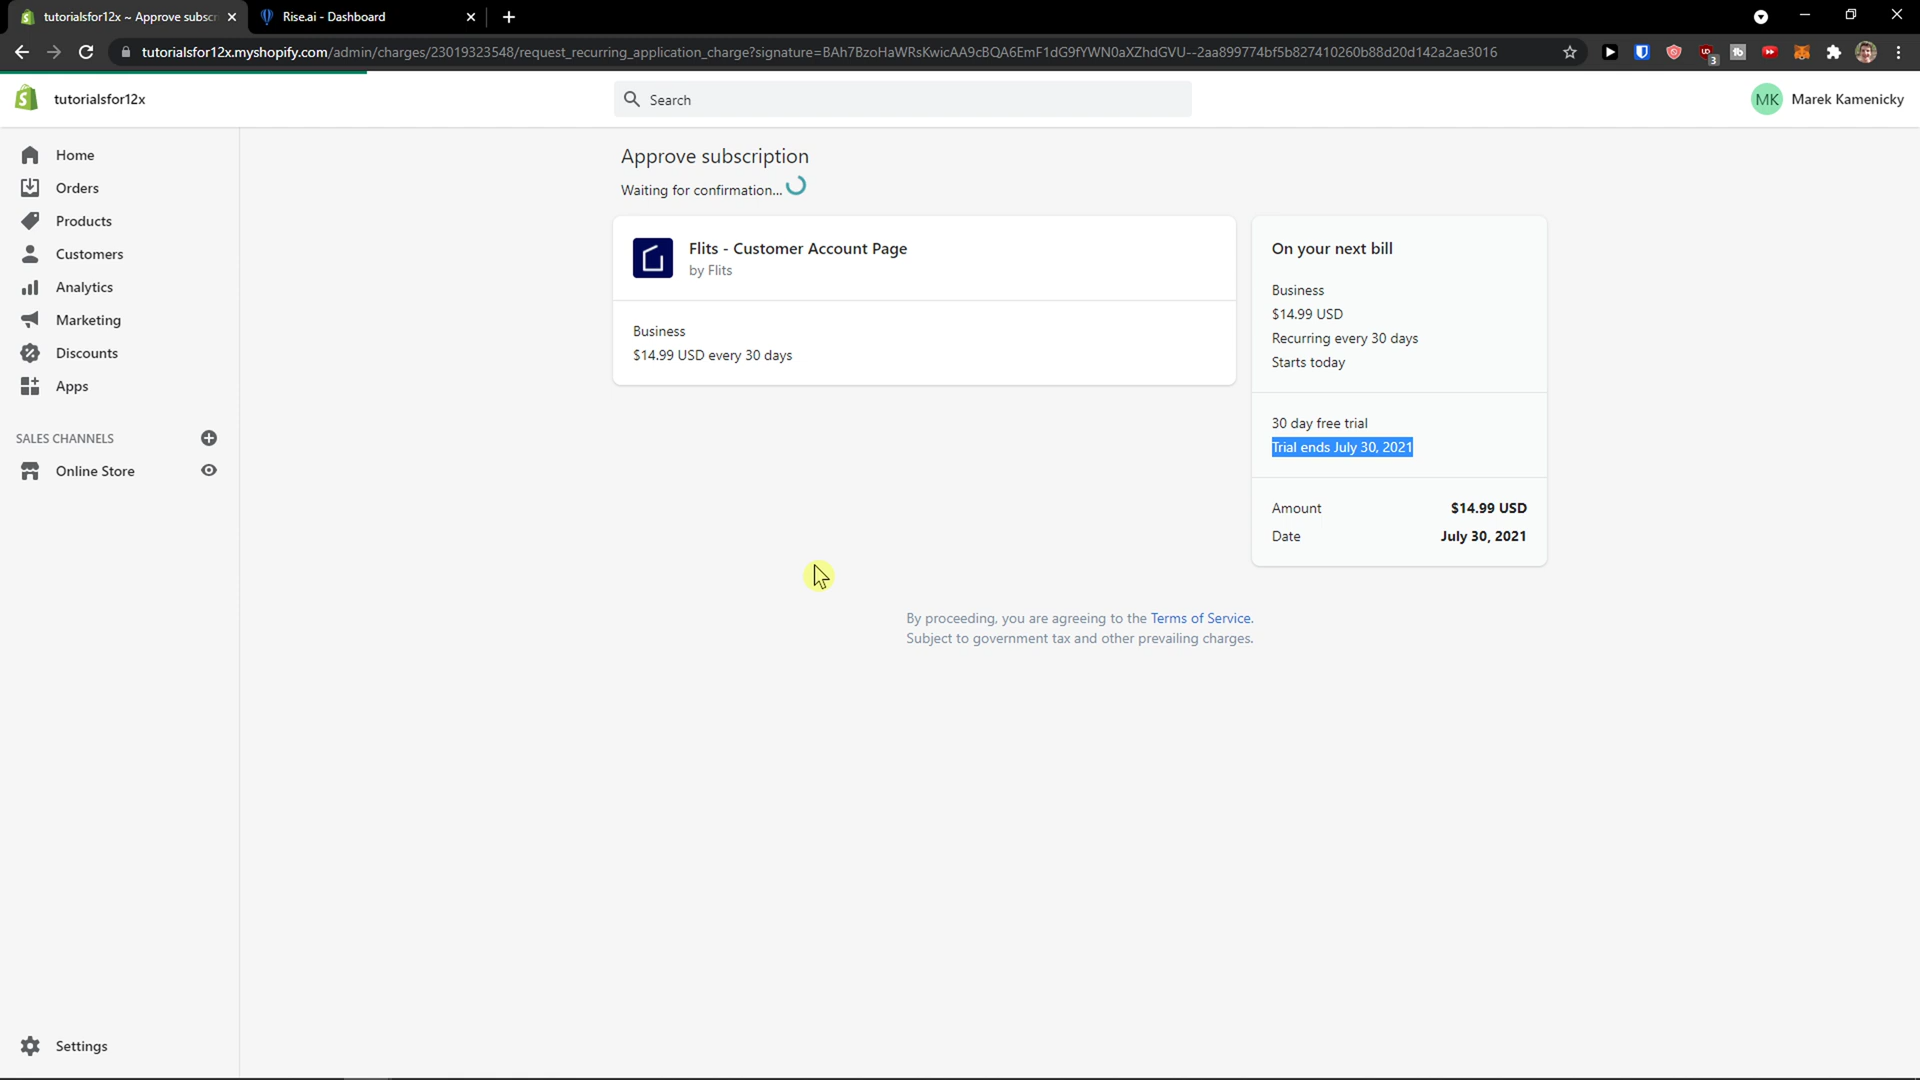 tutorialsfor12x ~ Approve subscr
Rise.ai - Dashboard
tutorialsfor12x.myshopify.com/admin/charges/23019323548/request_recurring_application_charge?signature=BAh7BzoHaWRsKwicAA9cBQA6EmF1dG9fYWN0aXZhdGVU--2aa899774bf5b827410260b88d20d142a2ae3016
3
tutorialsfor12x
Search
MK
Marek Kamenicky
Home
Orders
Products
Customers
Analytics
Marketing
Discounts
Apps
SALES CHANNELS
Online Store
Settings
Approve subscription
Waiting for confirmation...
Flits - Customer Account Page
by Flits
Business
$14.99 USD every 30 days
On your next bill
Business
$14.99 USD
Recurring every 30 days
Starts today
30 day free trial
Trial ends July 30, 2021
Amount $14.99 USD
Date July 30, 2021
By proceeding, you are agreeing to the Terms of Service.
Subject to government tax and other prevailing charges.